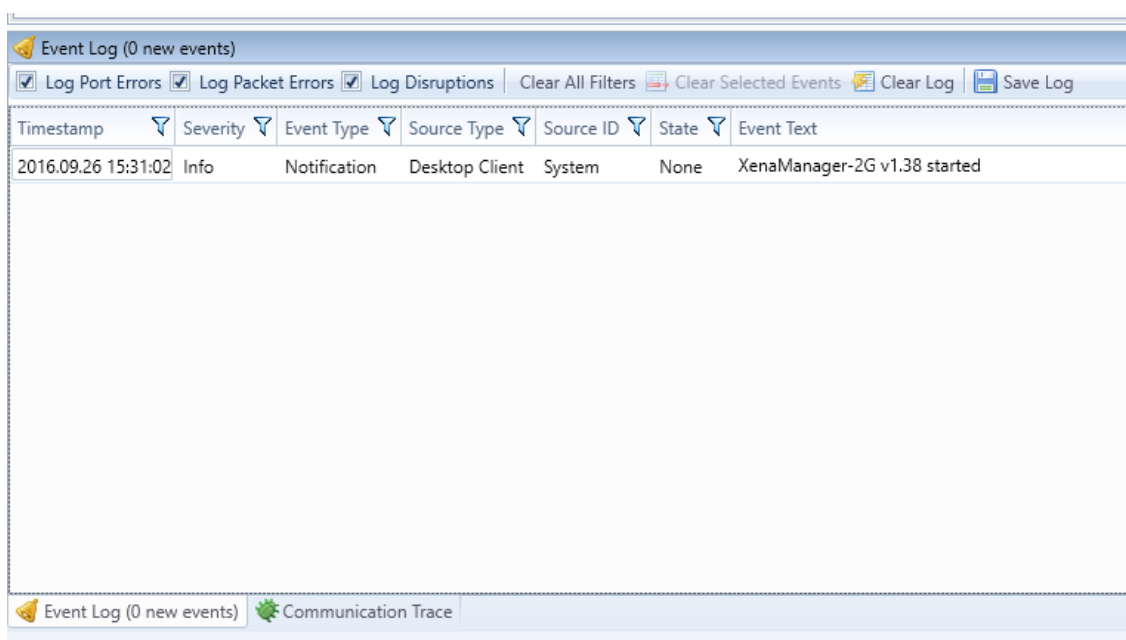 Event Log (0 new events)
Log Port Errors Log Packet Errors Log Disruptions Clear All Filters Clear Selected Events Clear Log Save Log
Timestamp Severity Event Type Source Type Source ID State Event Text
2016.09.26 15:31:02 Info Notification Desktop Client System None XenaManager-2G v1.38 started
Event Log (0 new events) Communication Trace